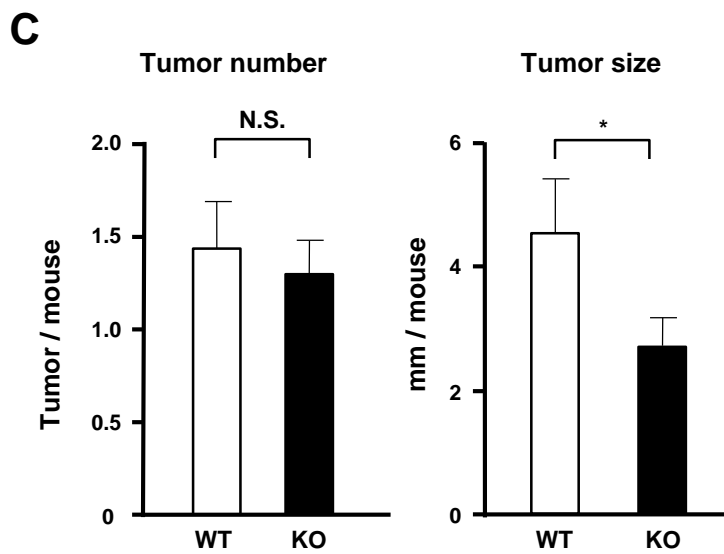 C
Tumor number
N.S.
2.0
1.5
1.0
0.5
0
Tumor / mouse
WT KO
Tumor size
*
6
4
2
0
mm / mouse
WT KO